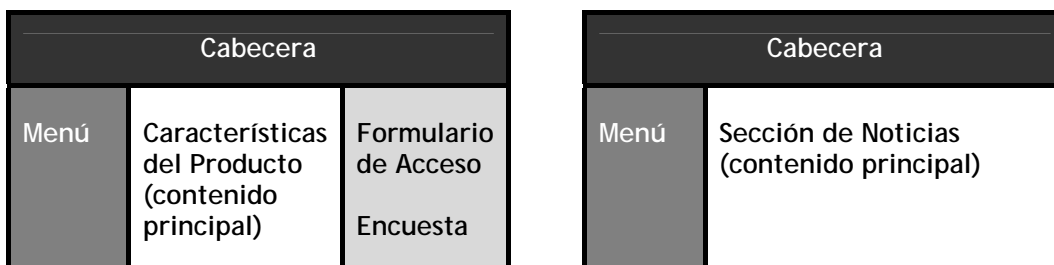 Cabecera
Menú
Características
del Producto
(contenido
principal)
Formulario
de Acceso
Encuesta
Cabecera
Menú
Sección de Noticias
(contenido principal)